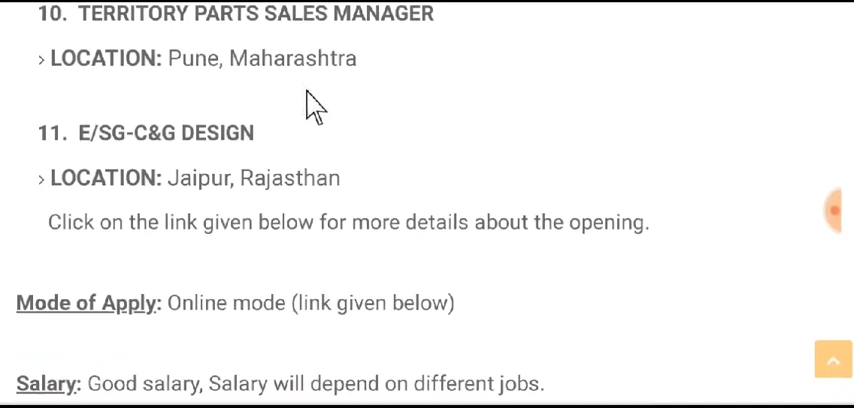 10. TERRITORY PARTS SALES MANAGER
› LOCATION: Pune, Maharashtra
11. E/SG-C&G DESIGN
› LOCATION: Jaipur, Rajasthan
Click on the link given below for more details about the opening.
Mode of Apply: Online mode (link given below)
Salary: Good salary, Salary will depend on different jobs.